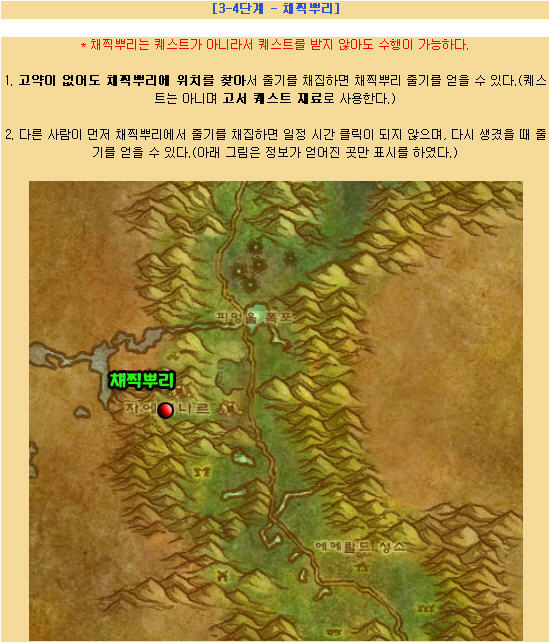 [3-4단계 - 채찍뿌리]
* 채찍뿌리는 퀘스트가 아니라서 퀘스트를 받지 않아도 수행이 가능하다.
1. 고약이 없어도 채찍뿌리에 위치를 찾아서 줄기를 채집하면 채찍뿌리 줄기를 얻을 수 있다.(퀘스
트는 아니며 고서 퀘스트 재료로 사용한다.)
2. 다른 사람이 먼저 채찍뿌리에서 줄기를 채집하면 일정 시간 클릭이 되지 않으며, 다시 생겼을 때 줄
기를 얻을 수 있다.(아래 그림은 정보가 얻어진 곳만 표시를 하였다.)
피멍울 폭포
채찍뿌리
자에 나르
에메랄드 성소